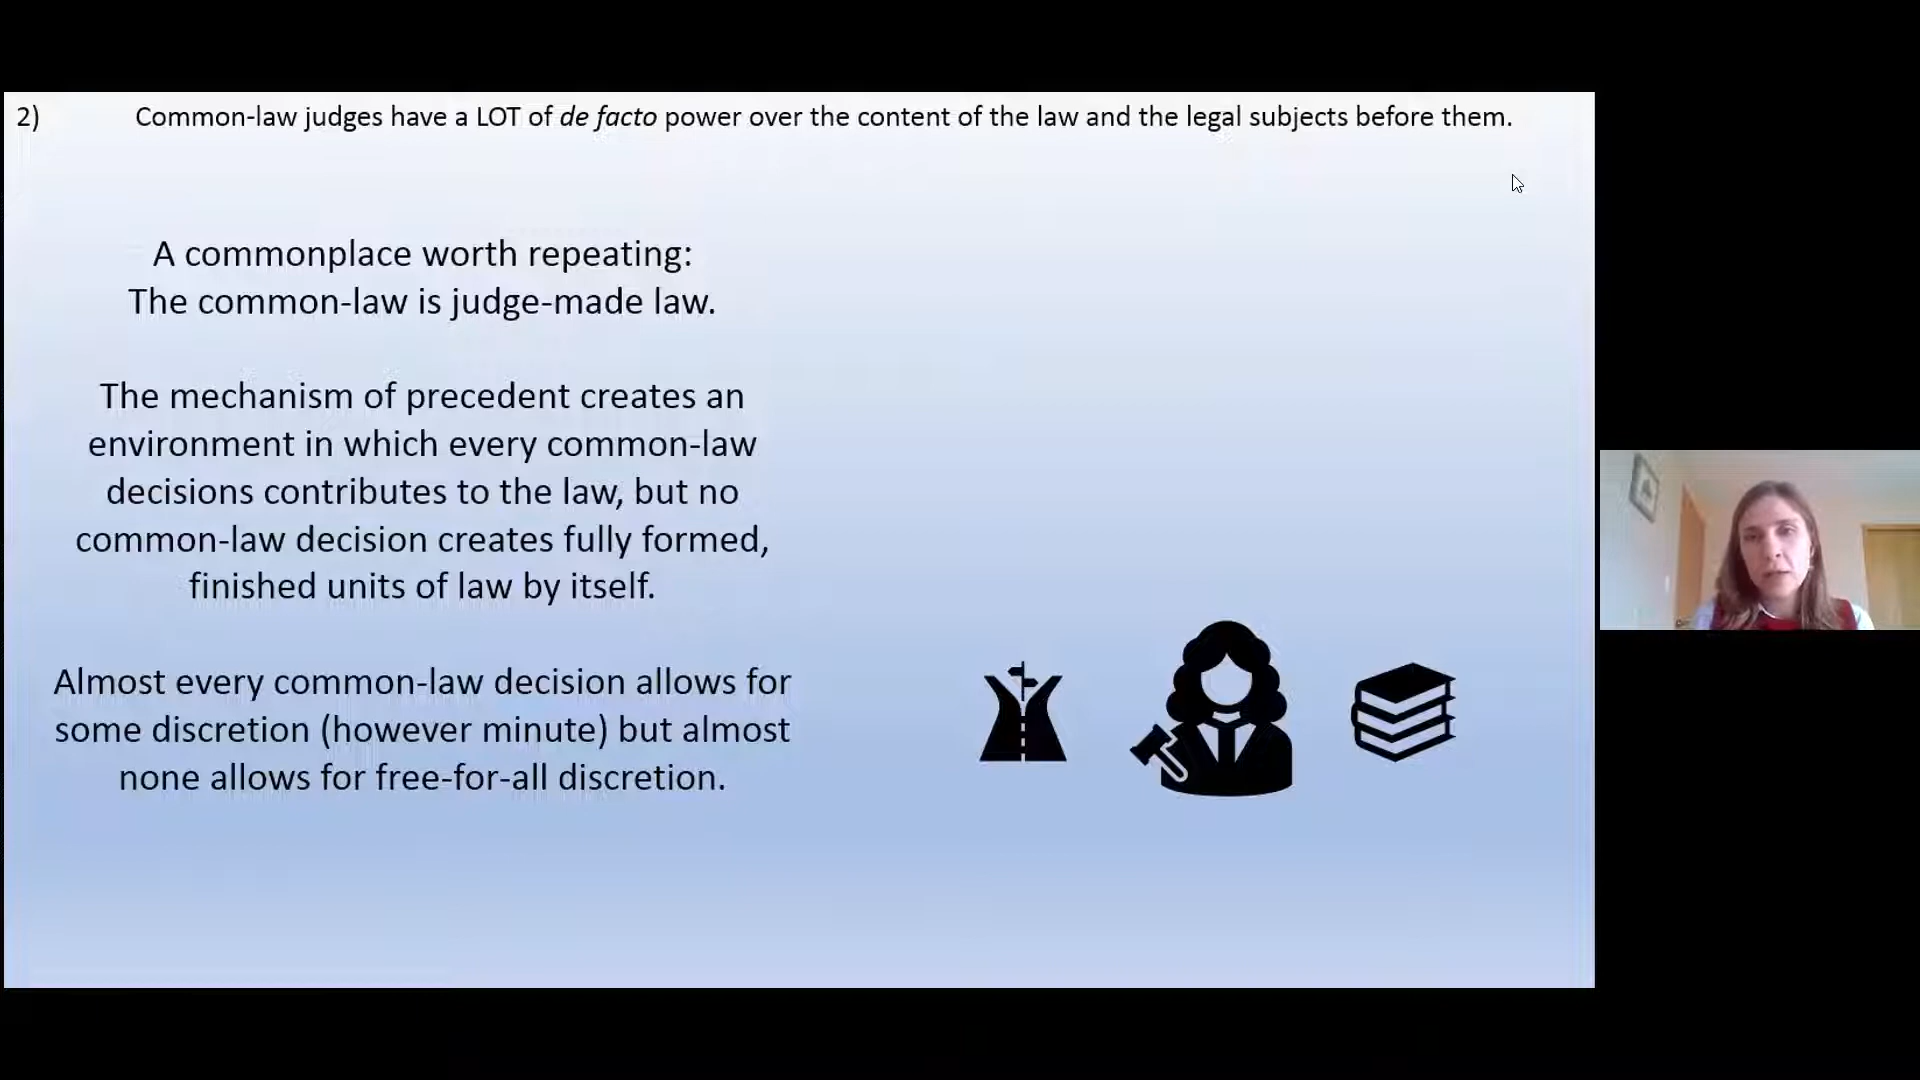 2) Common-law judges have a LOT of de facto power over the content of the law and the legal subjects before them.
A commonplace worth repeating:
The common-law is judge-made law.
The mechanism of precedent creates an
environment in which every common-law
decisions contributes to the law, but no
common-law decision creates fully formed,
finished units of law by itself.
Almost every common-law decision allows for
some discretion (however minute) but almost
none allows for free-for-all discretion.